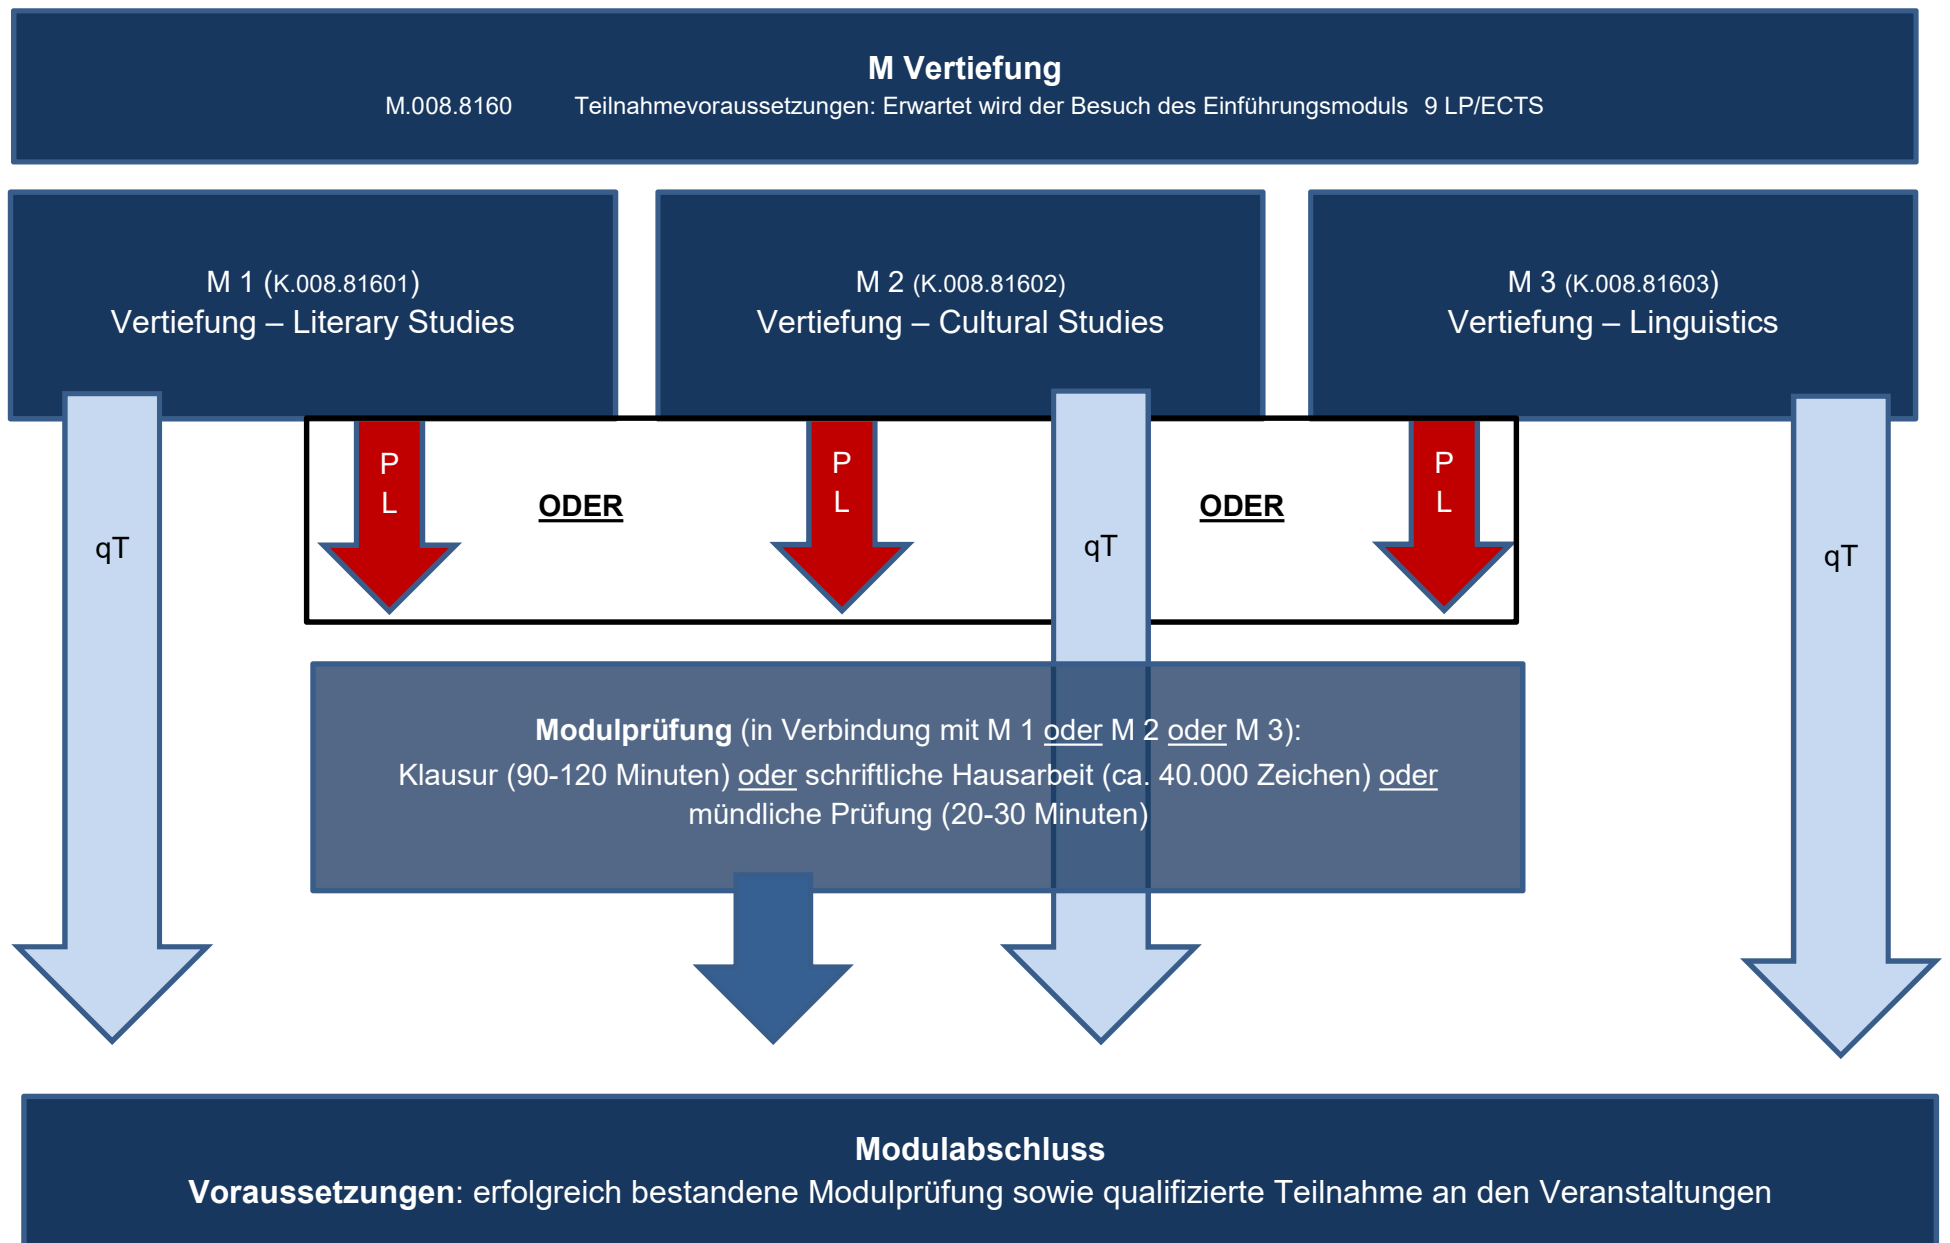 M Vertiefung
M.008.8160 Teilnahmevoraussetzungen: Erwartet wird der Besuch des Einführungsmoduls 9 LP/ECTS
M 1 (K.008.81601)
Vertiefung – Literary Studies
M 2 (K.008.81602)
Vertiefung – Cultural Studies
M 3 (K.008.81603)
Vertiefung – Linguistics
P
L
ODER
P
L
ODER
P
L
qT
qT
qT
Modulprüfung (in Verbindung mit M 1 oder M 2 oder M 3):
Klausur (90-120 Minuten) oder schriftliche Hausarbeit (ca. 40.000 Zeichen) oder
mündliche Prüfung (20-30 Minuten)
Modulabschluss
Voraussetzungen: erfolgreich bestandene Modulprüfung sowie qualifizierte Teilnahme an den Veranstaltungen